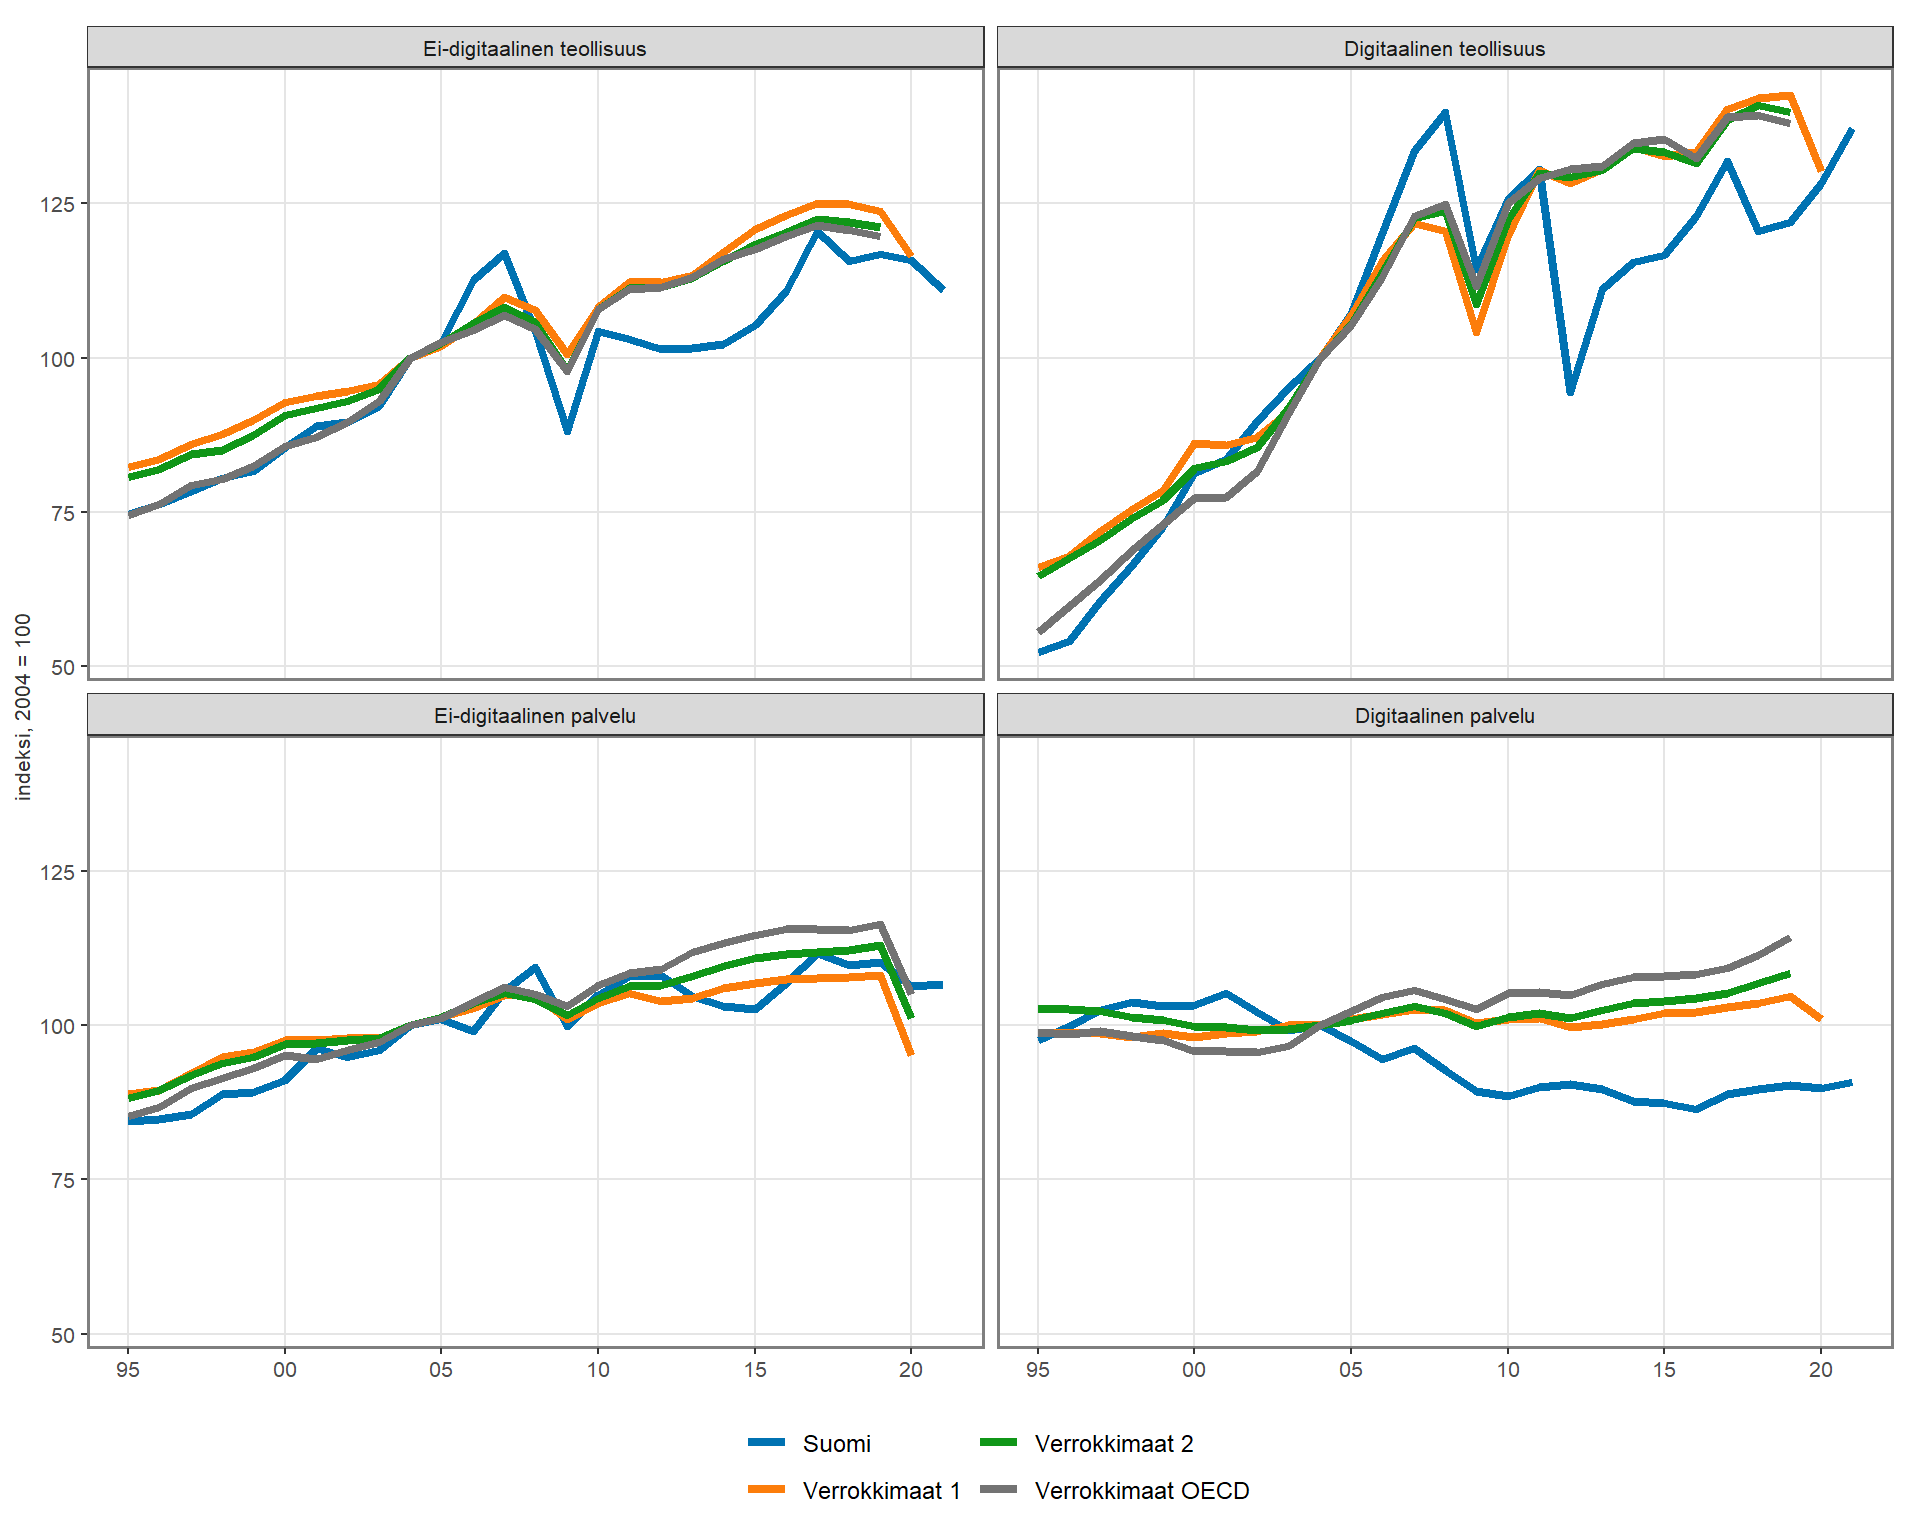 Ei-digitaalinen teollisuus
Digitaalinen teollisuus
125
100
75
50
indeksi, 2004 = 100
Ei-digitaalinen palvelu
Digitaalinen palvelu
125
100
75
50
95 00 05 10 15 20
95 00 05 10 15 20
Suomi
Verrokkimaat 2
Verrokkimaat 1
Verrokkimaat OECD